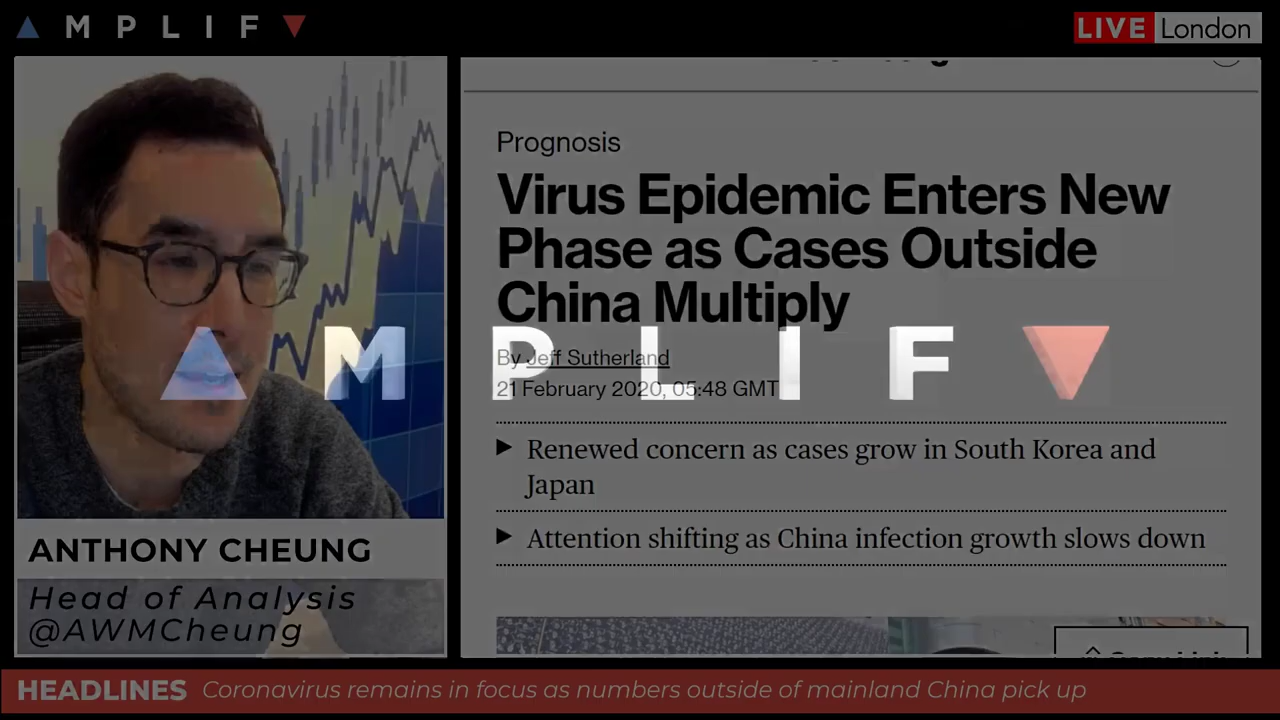 MPLIF
LIVE London
Prognosis
Virus Epidemic Enters New
Phase as Cases Outside
China Multiply
By Jeff Sutherland
21 February 2020, 05:48 GMT
MPLIF
Renewed concern as cases grow in South Korea and
Japan
Attention shifting as China infection growth slows down
ANTHONY CHEUNG
Head of Analysis
@AWMCheung
HEADLINES Coronavirus remains in focus as numbers outside of mainland China pick up